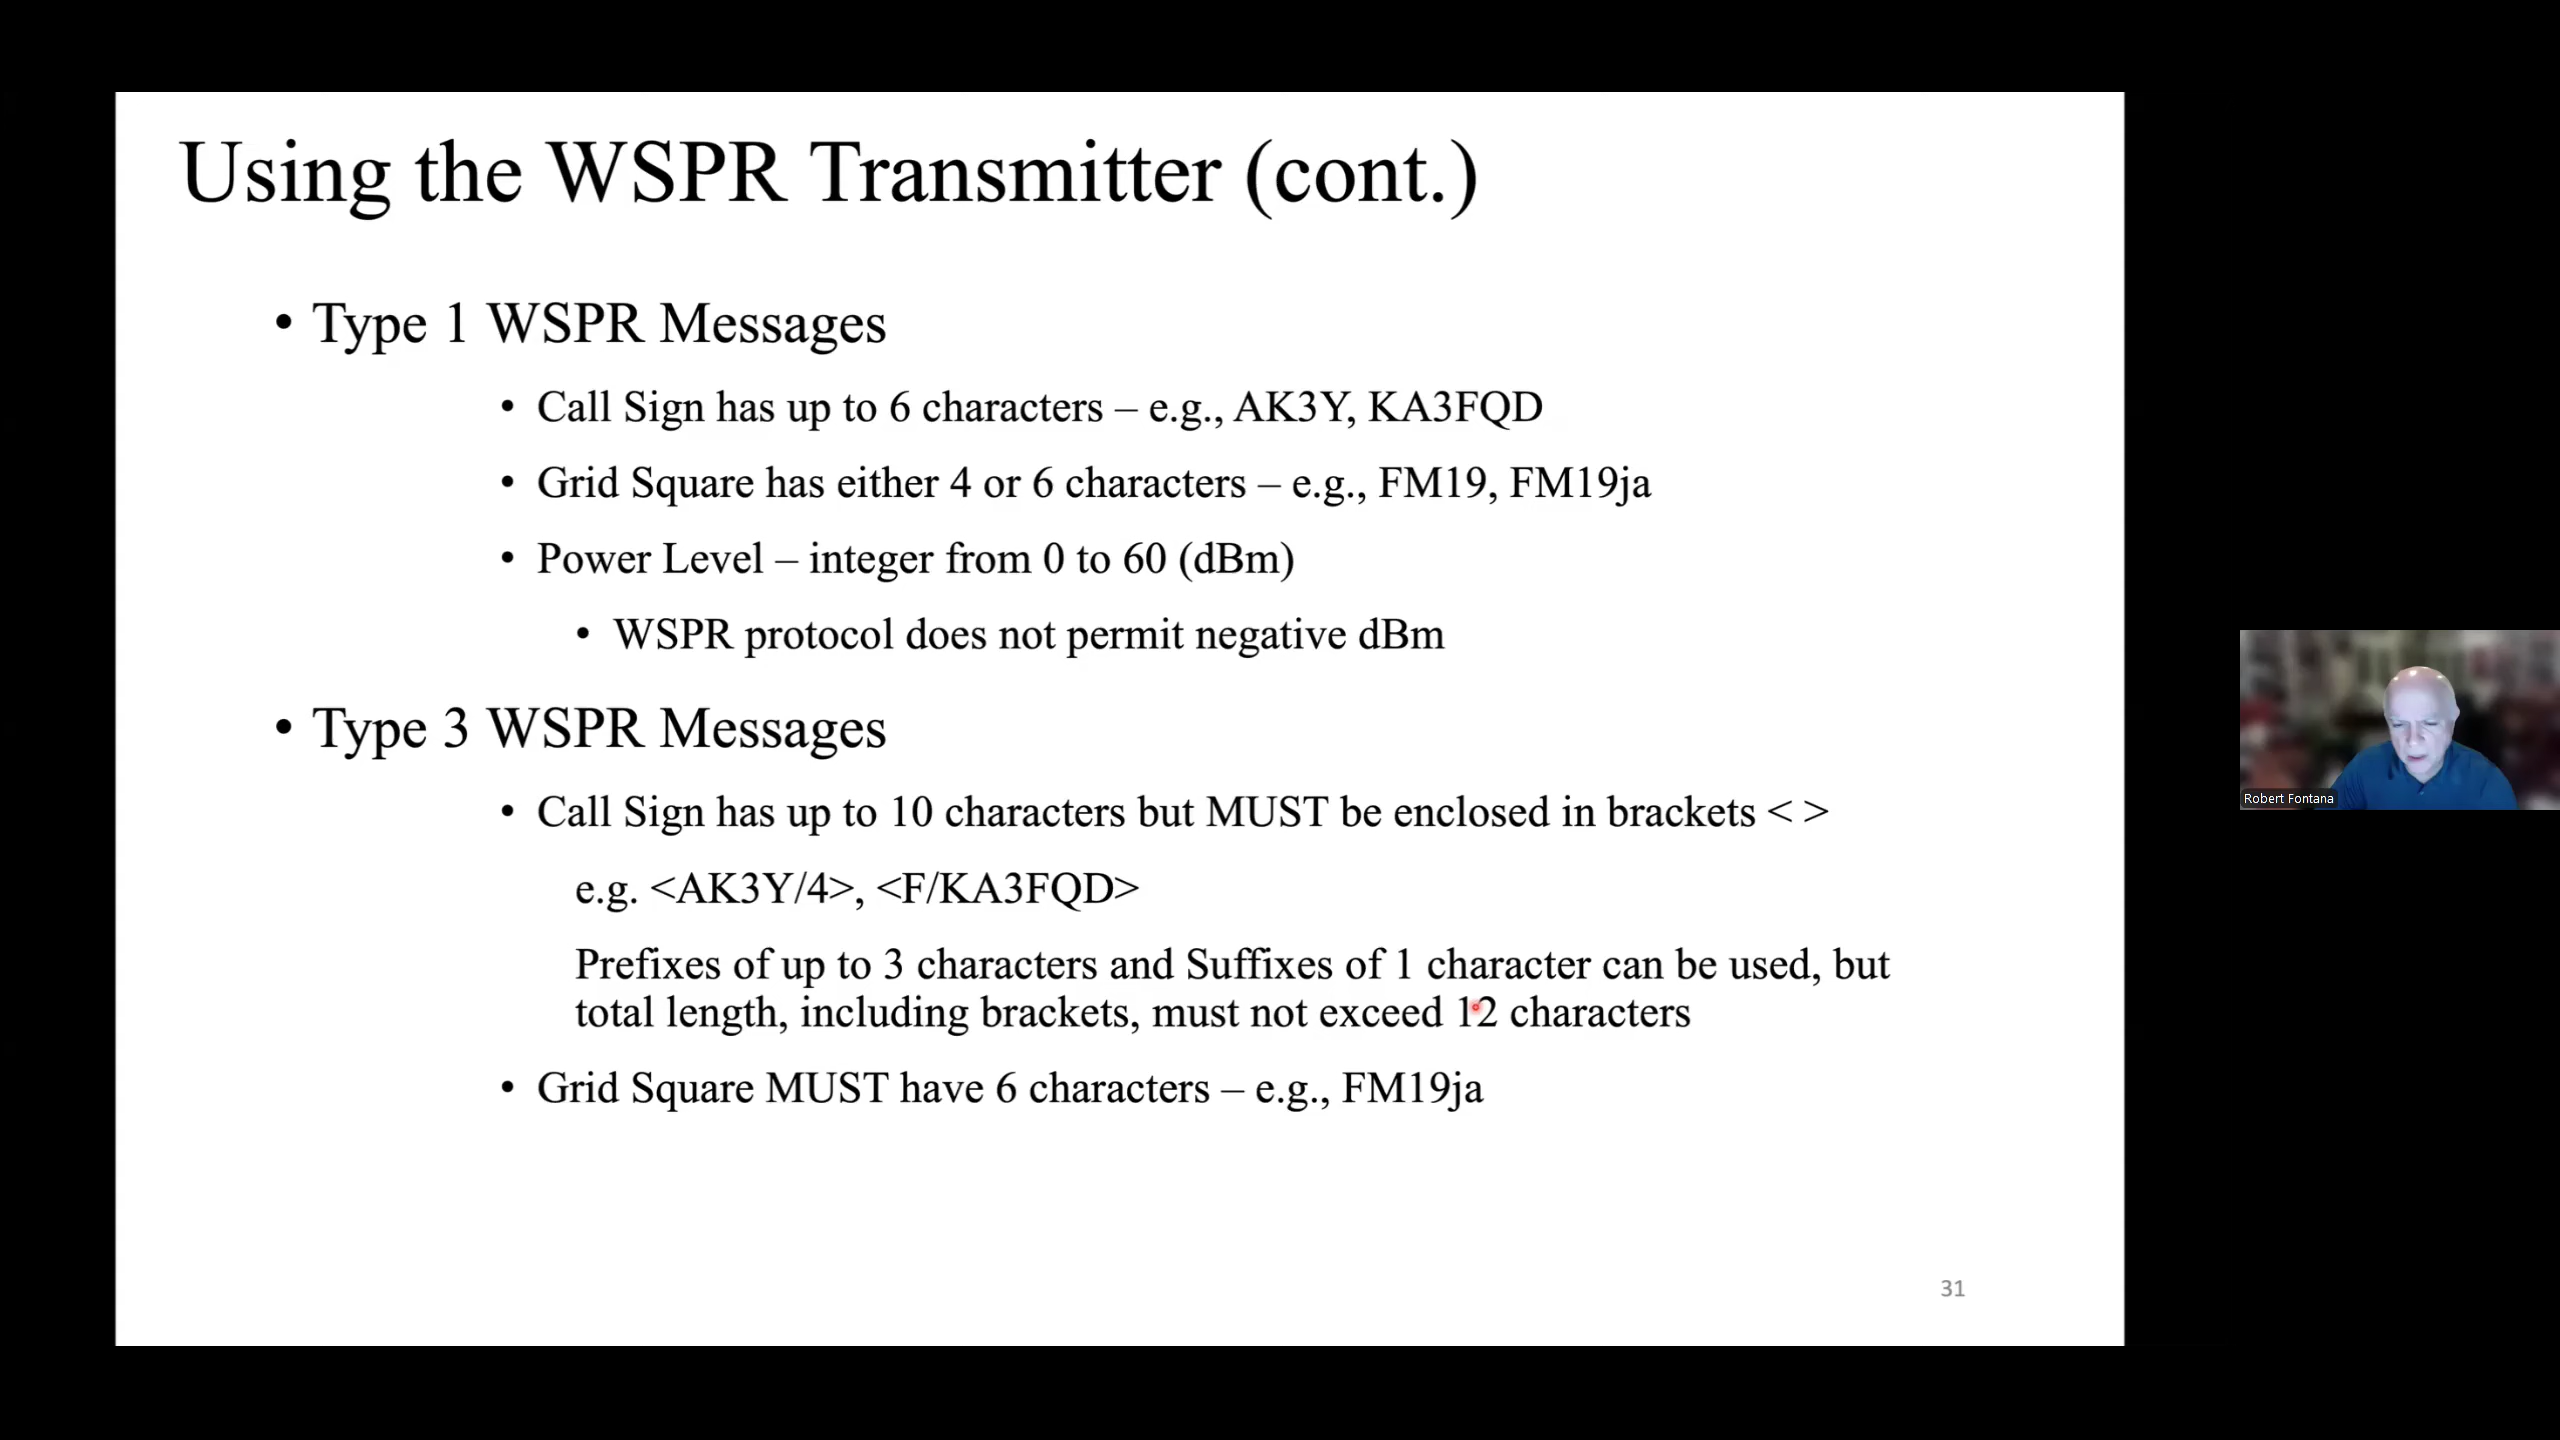 Using the WSPR Transmitter (cont.)
• Type 1 WSPR Messages
• Call Sign has up to 6 characters – e.g., AK3Y, KA3FQD
• Grid Square has either 4 or 6 characters – e.g., FM19, FM19ja
• Power Level – integer from 0 to 60 (dBm)
• WSPR protocol does not permit negative dBm
• Type 3 WSPR Messages
• Call Sign has up to 10 characters but MUST be enclosed in brackets < >
e.g. <AK3Y/4>, <F/KA3FQD>
Prefixes of up to 3 characters and Suffixes of 1 character can be used, but
total length, including brackets, must not exceed 12 characters
• Grid Square MUST have 6 characters – e.g., FM19ja
31
Robert Fontana